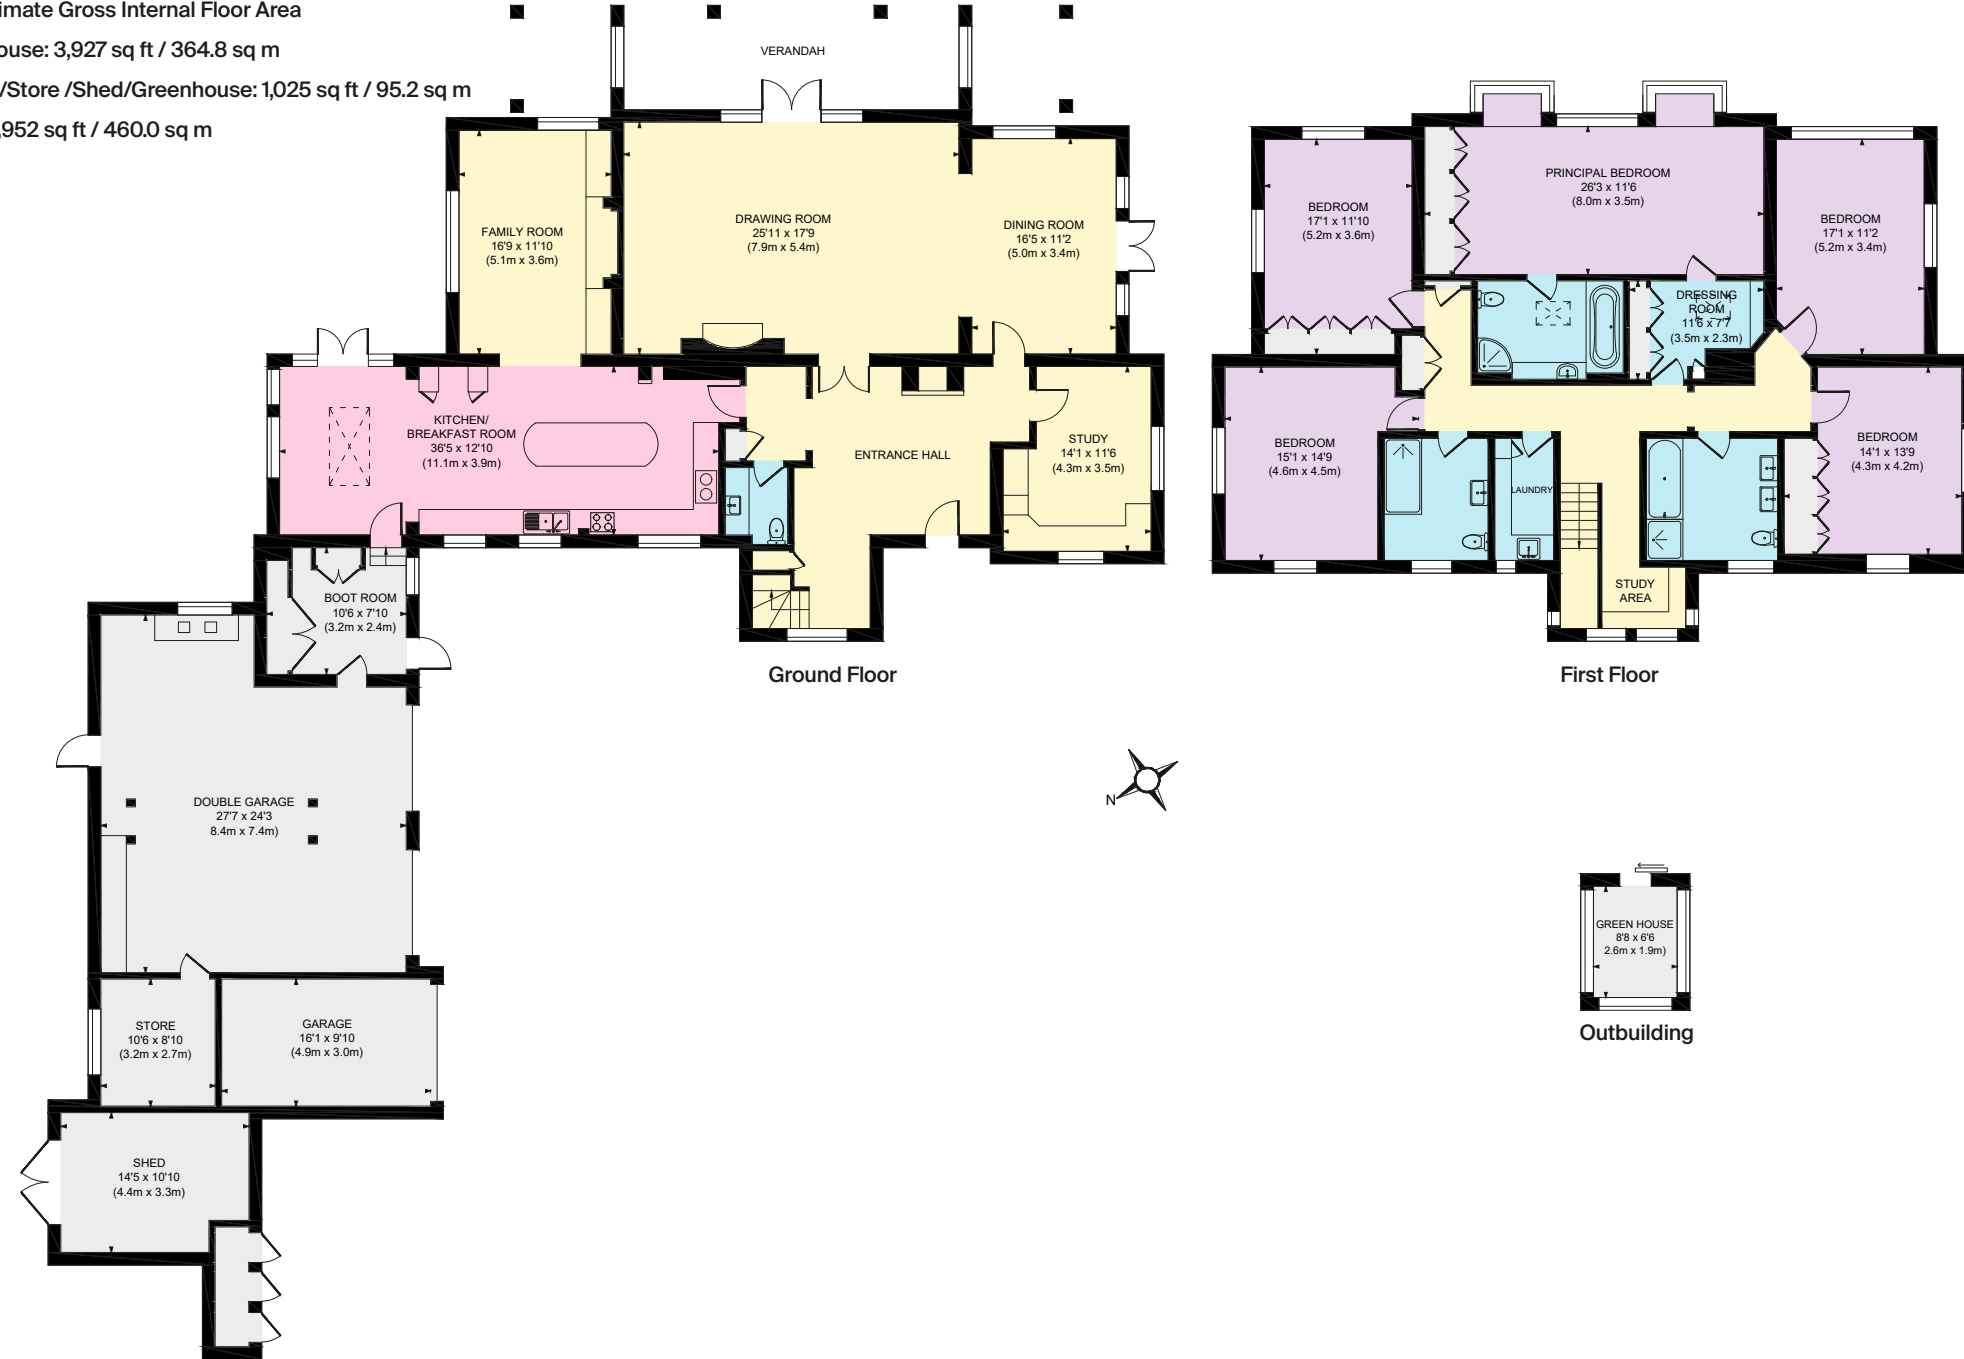 imate Gross Internal Floor Area
ouse: 3,927 sq ft / 364.8 sq m
/Store /Shed/Greenhouse: 1,025 sq ft / 95.2 sq m
,952 sq ft / 460.0 sq m
VERANDAH
FAMILY ROOM
16'9 x 11'10
(5.1m x 3.6m)
DRAWING ROOM
25'11 x 17'9
(7.9m x 5.4m)
DINING ROOM
16'5 x 11'2
(5.0m x 3.4m)
KITCHEN/
BREAKFAST ROOM
36'5 x 12'10
(11.1m x 3.9m)
ENTRANCE HALL
STUDY
14'1 x 11'6
(4.3m x 3.5m)
BOOT ROOM
10'6 x 7'10
(3.2m x 2.4m)
Ground Floor
DOUBLE GARAGE
27'7 x 24'3
8.4m x 7.4m)
STORE
10'6 x 8'10
(3.2m x 2.7m)
GARAGE
16'1 x 9'10
(4.9m x 3.0m)
SHED
14'5 x 10'10
(4.4m x 3.3m)
BEDROOM
17'1 x 11'10
(5.2m x 3.6m)
PRINCIPAL BEDROOM
26'3 x 11'6
(8.0m x 3.5m)
BEDROOM
17'1 x 11'2
(5.2m x 3.4m)
DRESSING
ROOM
11'6 x 7'7
(3.5m x 2.3m)
BEDROOM
15'1 x 14'9
(4.6m x 4.5m)
LAUNDRY
BEDROOM
14'1 x 13'9
(4.3m x 4.2m)
STUDY
AREA
First Floor
N
GREEN HOUSE
8'8 x 6'6
2.6m x 1.9m)
Outbuilding